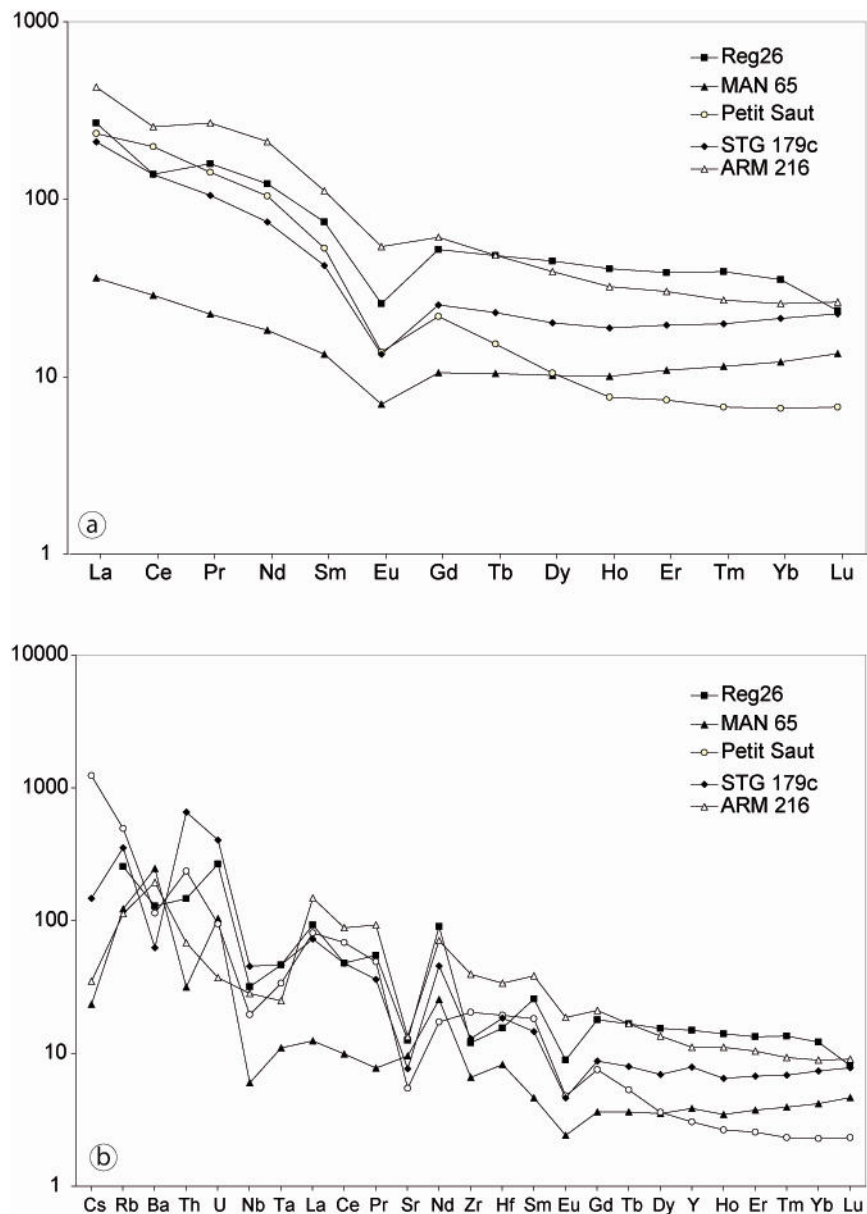 1000
100
10
1
Reg26
MAN 65
Petit Saut
STG 179c
ARM 216
a
La Ce Pr Nd Sm Eu Gd Tb Dy Ho Er Tm Yb Lu
10000
1000
100
10
1
Reg26
MAN 65
Petit Saut
STG 179c
ARM 216
b
Cs Rb Ba Th U Nb Ta La Ce Pr Sr Nd Zr Hf Sm Eu Gd Tb Dy Y Ho Er Tm Yb Lu